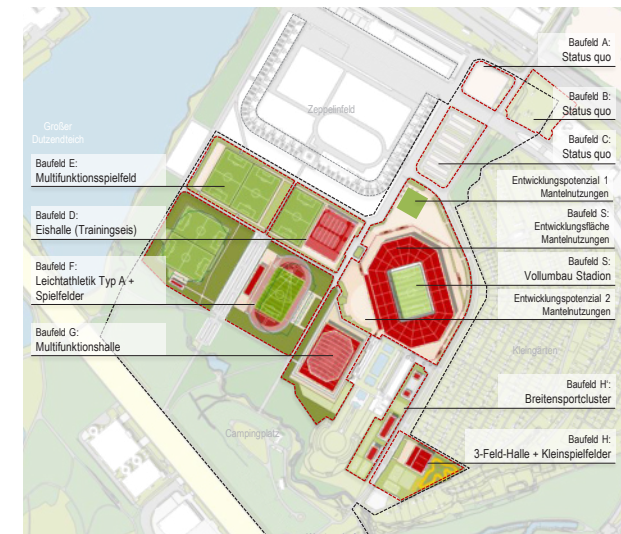 Baufeld A:
Status quo
Baufeld B:
Status quo
Baufeld C:
Status quo
Zeppelinfeld
Großer
Dutzendteich
Baufeld E:
Multifunktionsspielfeld
Entwicklungspotenzial 1
Mantelnutzungen
Baufeld D:
Eishalle (Trainingseis)
Baufeld S:
Entwicklungsfläche
Mantelnutzungen
Baufeld F:
Leichtathletik Typ A +
Spielfelder
Baufeld S:
Vollumbau Stadion
Entwicklungspotenzial 2
Mantelnutzungen
Baufeld G:
Multifunktionshalle
Kleingärten
Baufeld H':
Breitensportcluster
Campingplatz
Baufeld H:
3-Feld-Halle + Kleinspielfelder